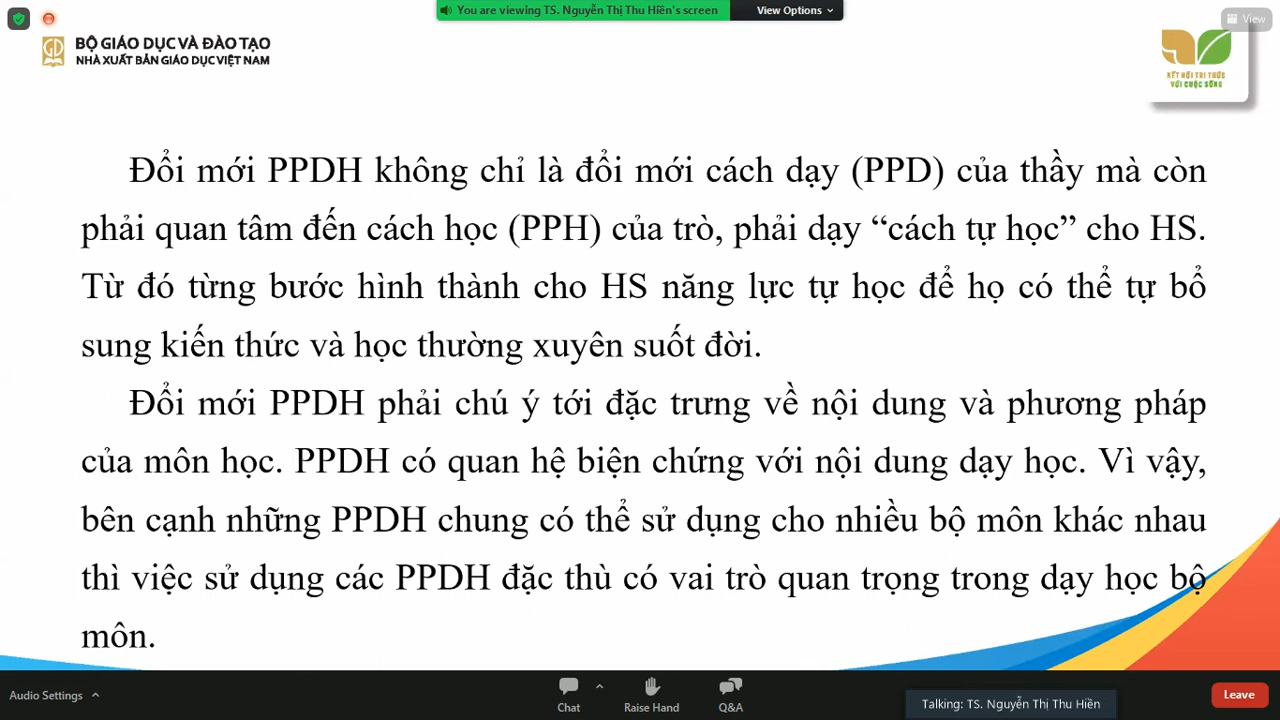 You are viewing TS. Nguyễn Thị Thu Hiền's screen
View Options
View
BỘ GIÁO DỤC VÀ ĐÀO TẠO
NHÀ XUẤT BẢN GIÁO DỤC VIỆT NAM
KẾT NỐI TRI THỨC
VỚI CUỘC SỐNG
Đổi mới PPDH không chỉ là đổi mới cách dạy (PPD) của thầy mà còn
phải quan tâm đến cách học (PPH) của trò, phải dạy “cách tự học” cho HS.
Từ đó từng bước hình thành cho HS năng lực tự học để họ có thể tự bổ
sung kiến thức và học thường xuyên suốt đời.
Đổi mới PPDH phải chú ý tới đặc trưng về nội dung và phương pháp
của môn học. PPDH có quan hệ biện chứng với nội dung dạy học. Vì vậy,
bên cạnh những PPDH chung có thể sử dụng cho nhiều bộ môn khác nhau
thì việc sử dụng các PPDH đặc thù có vai trò quan trọng trong dạy học bộ
môn.
Audio Settings
Chat
Raise Hand
Q&A
Talking: TS. Nguyễn Thị Thu Hiền
Leave